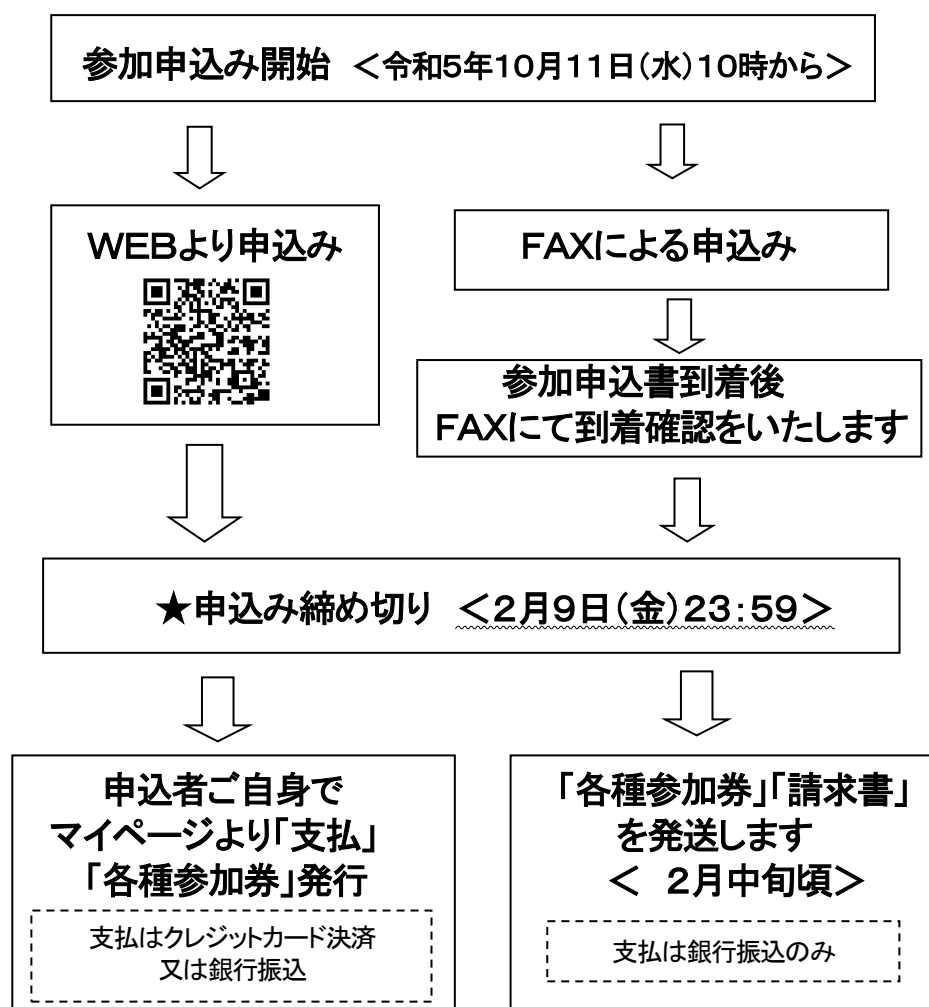 参加申込み開始 <令和5年10月11日(水)10時から>
WEBより申込み
FAXによる申込み
参加申込書到着後
FAXにて到着確認をいたします
★申込み締め切り <2月9日(金)23:59>
申込者ご自身で
マイページより「支払」
「各種参加券」発行
支払はクレジットカード決済
又は銀行振込
「各種参加券」「請求書」
を発送します
< 2月中旬頃>
支払は銀行振込のみ